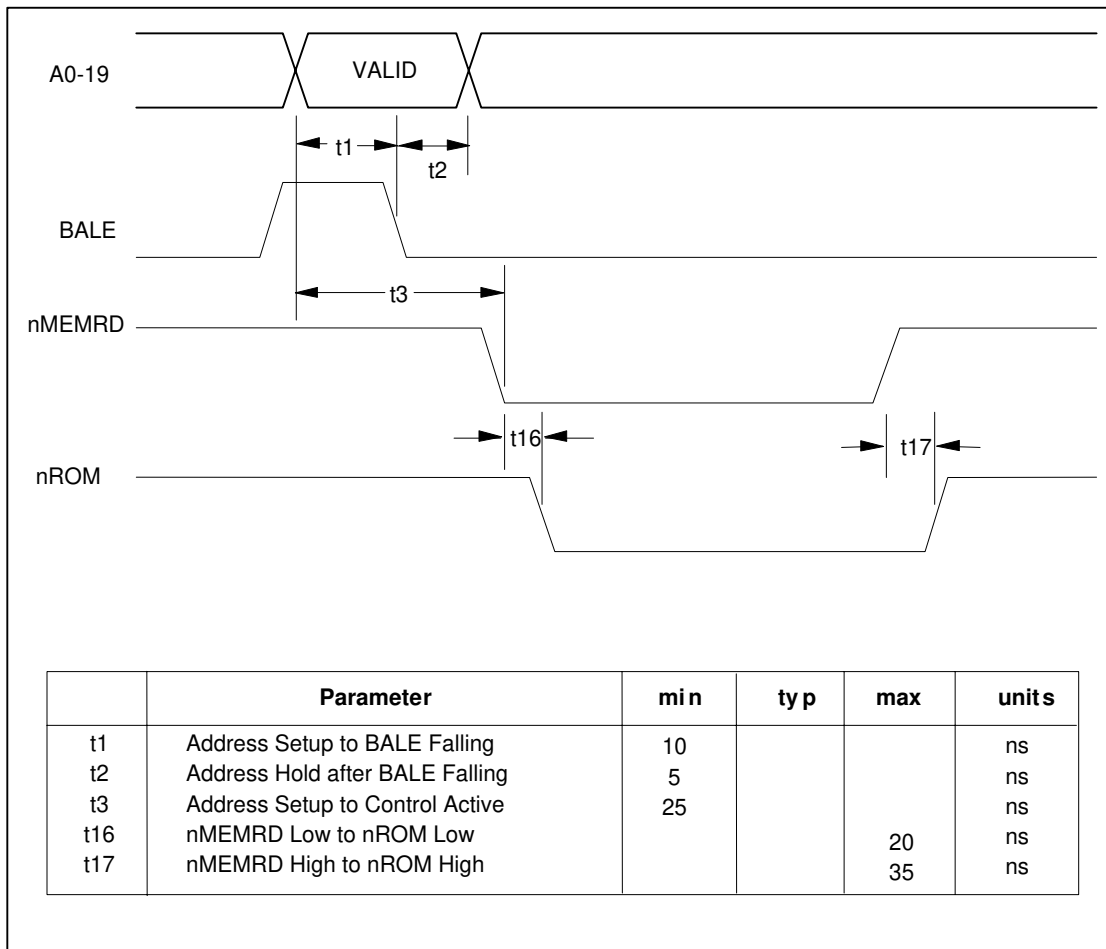 A0-19
VALID
t1
t2
BALE
t3
nMEMRD
t16
t17
nROM
Parameter min typ max units
t1 Address Setup to BALE Falling 10 ns
t2 Address Hold after BALE Falling 5 ns
t3 Address Setup to Control Active 25 ns
t16 nMEMRD Low to nROM Low 20 ns
t17 nMEMRD High to nROM High 35 ns